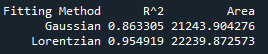 Fitting Method R^2 Area
Gaussian 0.863305 21243.904276
Lorentzian 0.954919 22239.872573